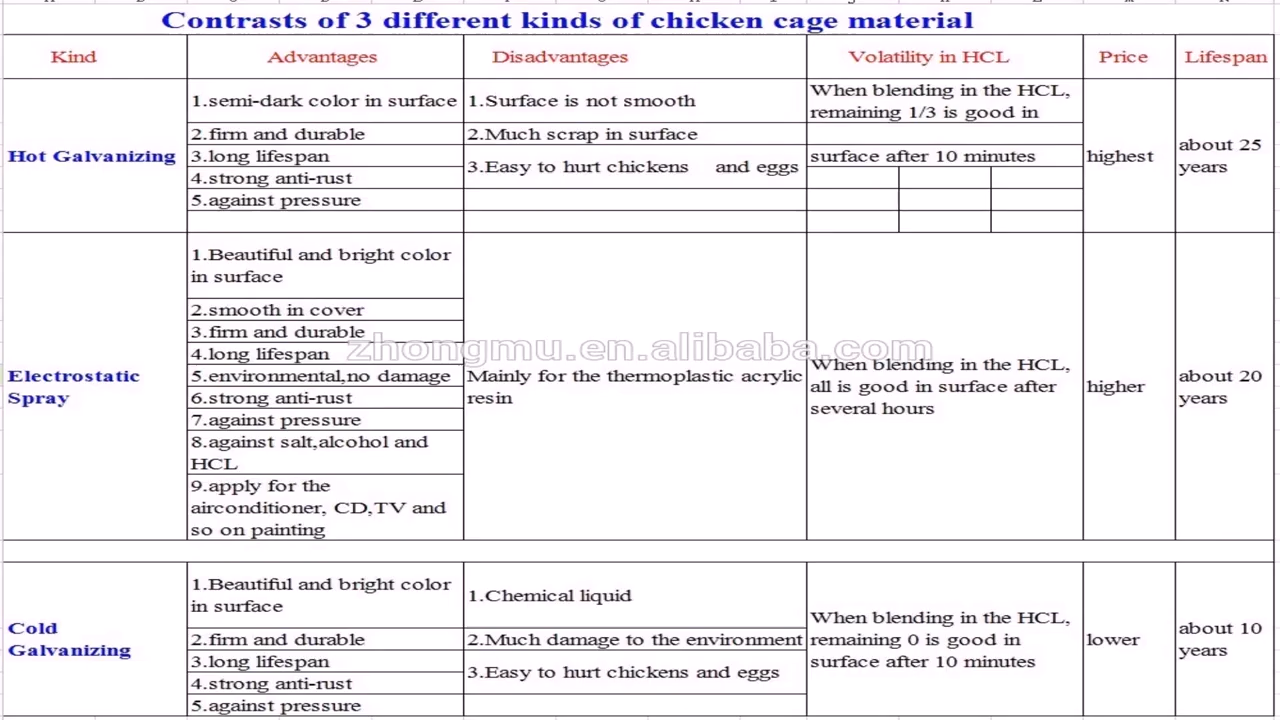 Contrasts of 3 different kinds of chicken cage material
Kind Advantages Disadvantages Volatility in HCL Price Lifespan
Hot Galvanizing
1.semi-dark color in surface
2.firm and durable
3.long lifespan
4.strong anti-rust
5.against pressure
1.Surface is not smooth
2.Much scrap in surface
3.Easy to hurt chickens and eggs
When blending in the HCL,
remaining 1/3 is good in
surface after 10 minutes
highest
about 25
years
Electrostatic
Spray
1.Beautiful and bright color
in surface
2.smooth in cover
3.firm and durable
4.long lifespan
5.environmental,no damage
6.strong anti-rust
7.against pressure
8.against salt,alcohol and
HCL
9.apply for the
airconditioner, CD,TV and
so on painting
Mainly for the thermoplastic acrylic
resin
When blending in the HCL,
all is good in surface after
several hours
higher
about 20
years
zhongmu.en.alibaba.com
Cold
Galvanizing
1.Beautiful and bright color
in surface
2.firm and durable
3.long lifespan
4.strong anti-rust
5.against pressure
1.Chemical liquid
2.Much damage to the environment
3.Easy to hurt chickens and eggs
When blending in the HCL,
remaining 0 is good in
surface after 10 minutes
lower
about 10
years